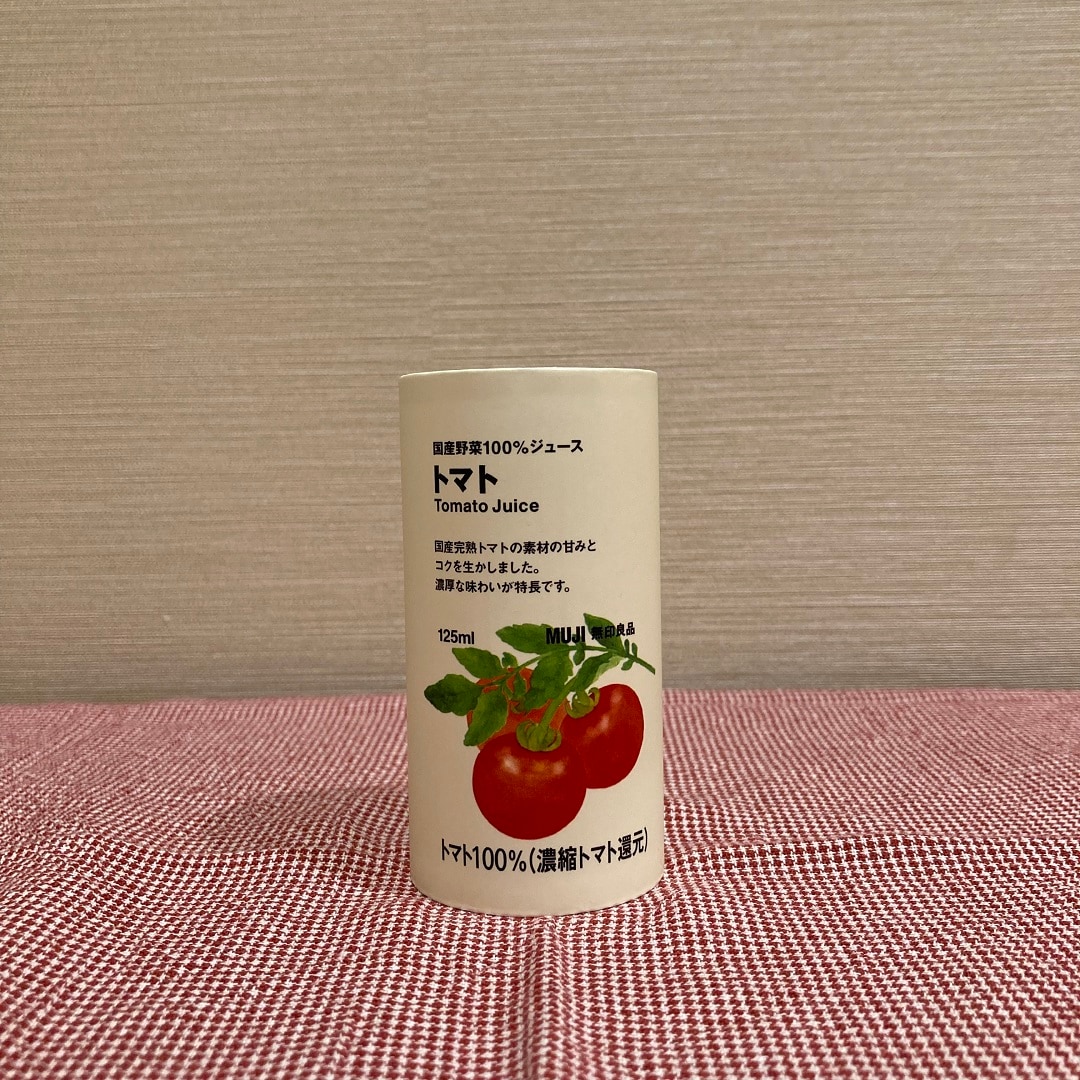 国産野菜100%ジュース
トマト
Tomato Juice
国産完熟トマトの素材の甘みと
コクを生かしました。
濃厚な味わいが特長です。
125ml MUJI 無印良品
トマト100%(濃縮トマト還元)